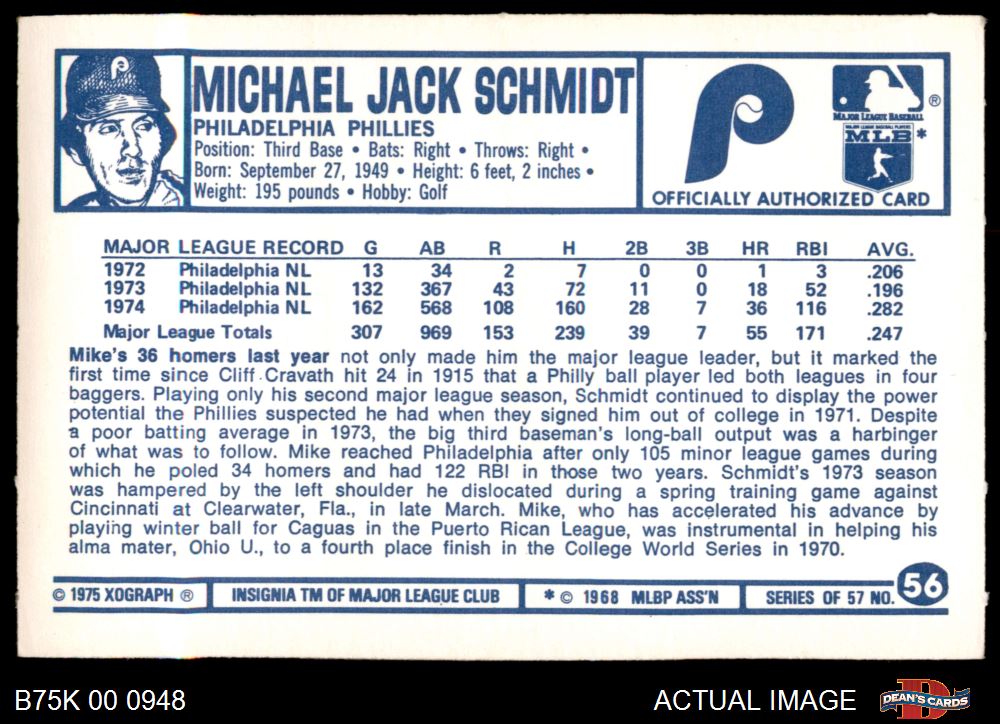 P
MICHAEL JACK SCHMIDT
PHILADELPHIA PHILLIES
Position: Third Base • Bats: Right • Throws: Right •
Born: September 27, 1949 • Height: 6 feet, 2 inches •
Weight: 195 pounds • Hobby: Golf
P
®
MAJOR LEAGUE BASEBALL
MAJOR LEAGUE BASEBALL PLAYERS
MLB *
OFFICIALLY AUTHORIZED CARD
MAJOR LEAGUE RECORD G AB R H 2B 3B HR RBI AVG.
1972 Philadelphia NL 13 34 2 7 0 0 1 3 .206
1973 Philadelphia NL 132 367 43 72 11 0 18 52 .196
1974 Philadelphia NL 162 568 108 160 28 7 36 116 .282
Major League Totals 307 969 153 239 39 7 55 171 .247
Mike's 36 homers last year not only made him the major league leader, but it marked the
first time since Cliff Cravath hit 24 in 1915 that a Philly ball player led both leagues in four
baggers. Playing only his second major league season, Schmidt continued to display the power
potential the Phillies suspected he had when they signed him out of college in 1971. Despite
a poor batting average in 1973, the big third baseman's long-ball output was a harbinger
of what was to follow. Mike reached Philadelphia after only 105 minor league games during
which he poled 34 homers and had 122 RBI in those two years. Schmidt's 1973 season
was hampered by the left shoulder he dislocated during a spring training game against
Cincinnati at Clearwater, Fla., in late March. Mike, who has accelerated his advance by
playing winter ball for Caguas in the Puerto Rican League, was instrumental in helping his
alma mater, Ohio U., to a fourth place finish in the College World Series in 1970.
© 1975 XOGRAPH ® INSIGNIA TM OF MAJOR LEAGUE CLUB * © 1968 MLBP ASS'N SERIES OF 57 NO. 56
B75K 00 0948 ACTUAL IMAGE DEAN'S CARDS